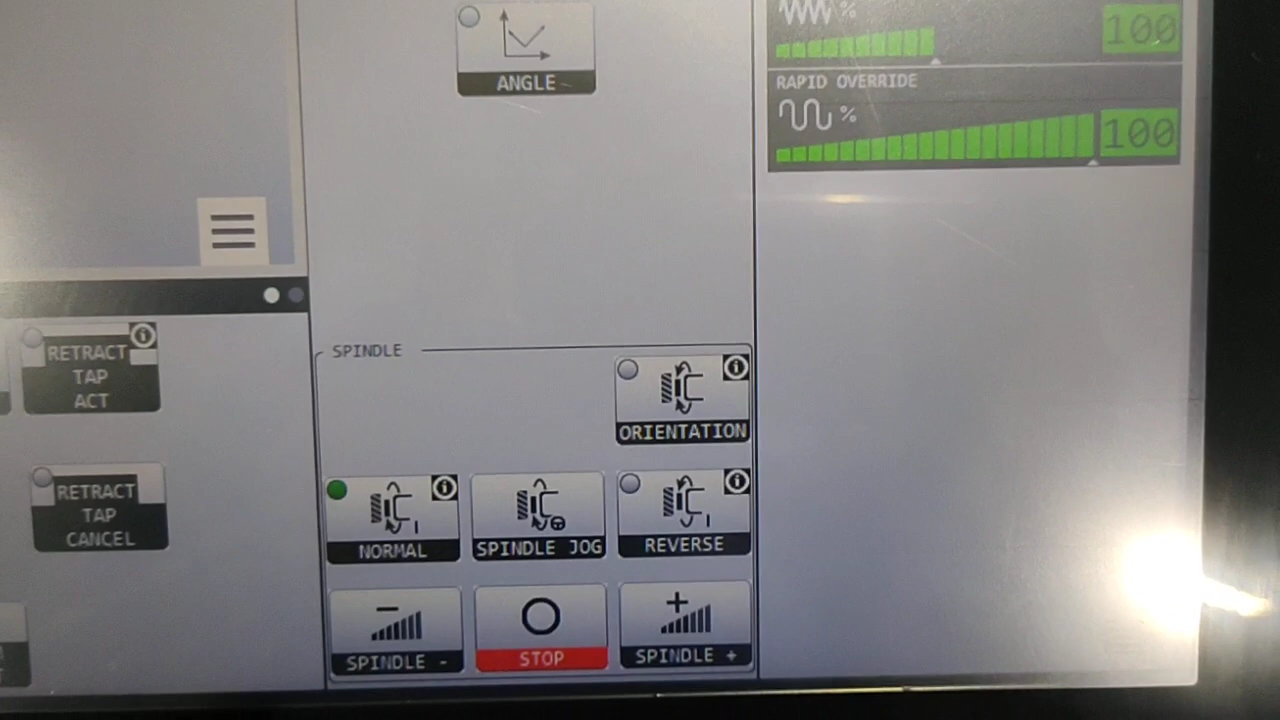 %
100
ANGLE
RAPID OVERRIDE
%
100
RETRACT
TAP
ACT
SPINDLE
ORIENTATION
RETRACT
TAP
CANCEL
NORMAL
SPINDLE JOG
REVERSE
SPINDLE -
STOP
SPINDLE +